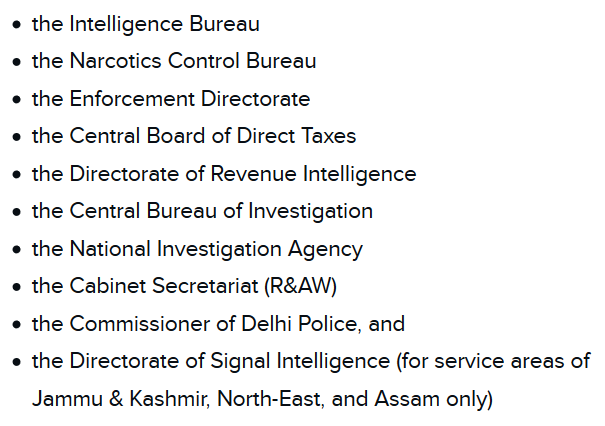 • the Intelligence Bureau
• the Narcotics Control Bureau
• the Enforcement Directorate
• the Central Board of Direct Taxes
• the Directorate of Revenue Intelligence
• the Central Bureau of Investigation
• the National Investigation Agency
• the Cabinet Secretariat (R&AW)
• the Commissioner of Delhi Police, and
• the Directorate of Signal Intelligence (for service areas of
Jammu & Kashmir, North-East, and Assam only)